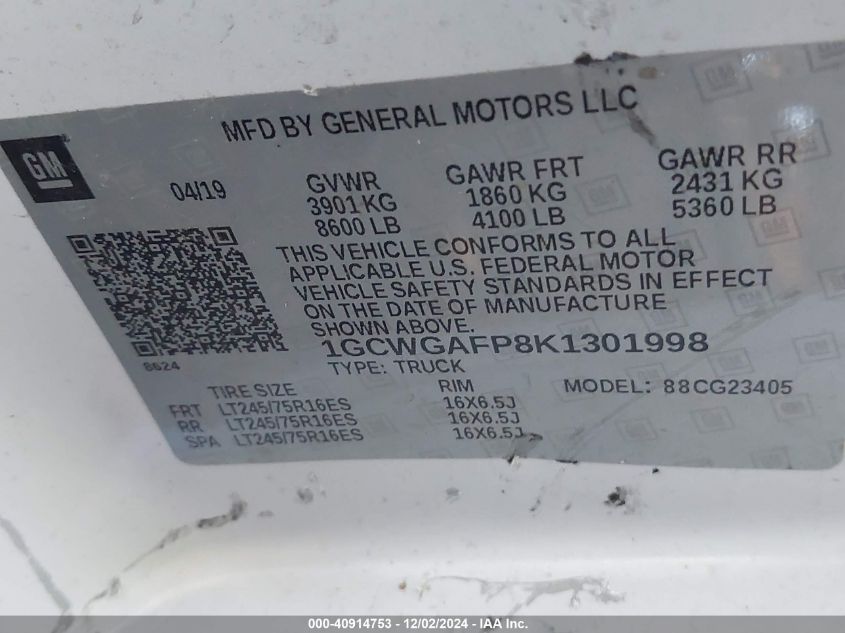 MFD BY GENERAL MOTORS LLC
GM
04/19 GVWR GAWR FRT GAWR RR
3901 KG 1860 KG 2431 KG
8600 LB 4100 LB 5360 LB
THIS VEHICLE CONFORMS TO ALL
APPLICABLE U.S. FEDERAL MOTOR
VEHICLE SAFETY STANDARDS IN EFFECT
ON THE DATE OF MANUFACTURE
SHOWN ABOVE.
1GCWGAFP8K1301998
8624
TYPE: TRUCK
TIRE SIZE RIM MODEL: 88CG23405
FRT LT245/75R16ES 16X6.5J
RR LT245/75R16ES 16X6.5J
SPA LT245/75R16ES 16X6.5J
000-40914753 - 12/02/2024 - IAA Inc.